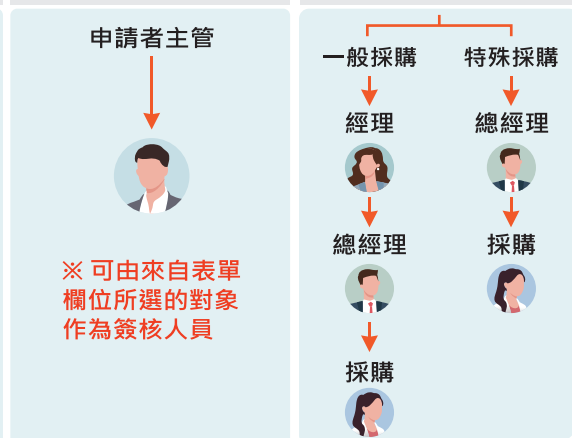 申請者主管
※ 可由來自表單
欄位所選的對象
作為簽核人員
一般採購
特殊採購
經理
總經理
總經理
採購
採購